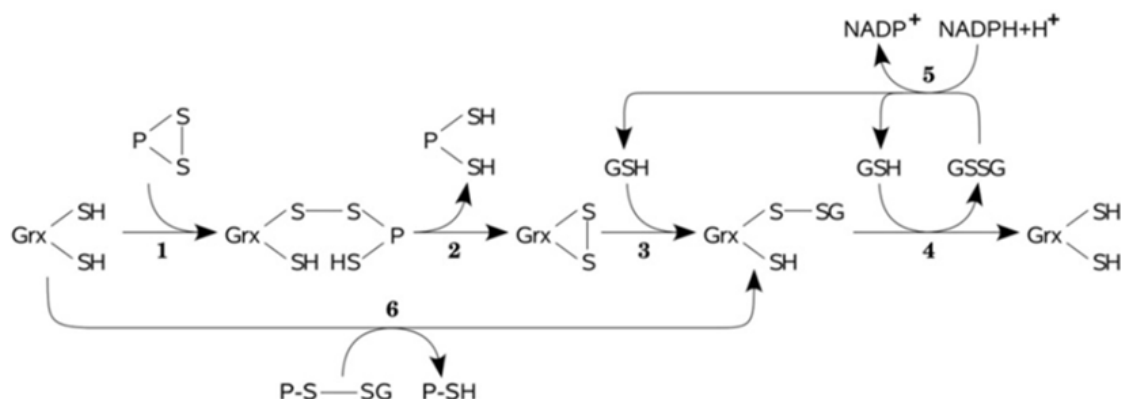 NADP+ NADPH+H+
5
S SH
P P
S SH GSH GSH GSSG
SH S S S S SG SH
Grx Grx P Grx Grx Grx
SH SH HS S SH SH
1 2 3 4
6
P-S SG P-SH